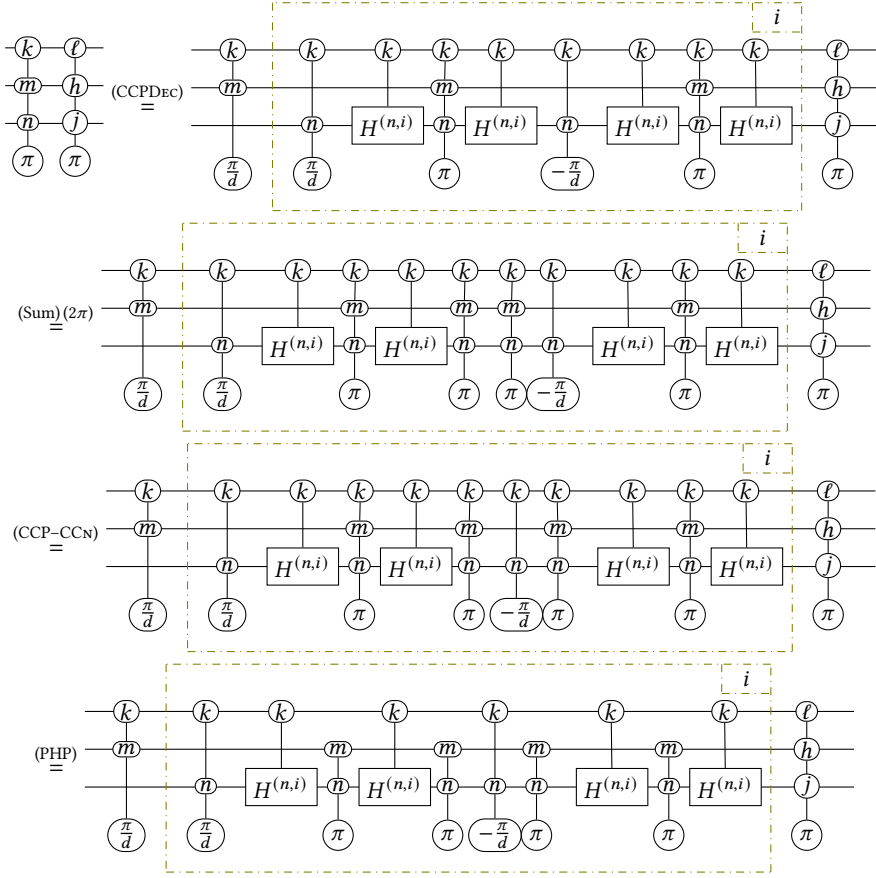 i
k ℓ k k k k k k k k k ℓ
m h (CCPDec) = m m m h
n j n H^(n,i) n H^(n,i) n H^(n,i) n H^(n,i) j
π π π/d π/d π −π/d π π
i
k k k k k k k k k k k ℓ
(Sum)(2π) = m m m m m h
n H^(n,i) n H^(n,i) n n n H^(n,i) n H^(n,i) j
π/d π/d π π π −π/d π π
i
k k k k k k k k k k k ℓ
(CCP–CCN) = m m m m m h
n H^(n,i) n H^(n,i) n n n H^(n,i) n H^(n,i) j
π/d π/d π π −π/d π π π
i
k k k k k k k ℓ
(PHP) = m m m m m h
n H^(n,i) n H^(n,i) n n n H^(n,i) n H^(n,i) j
π/d π/d π π −π/d π π π